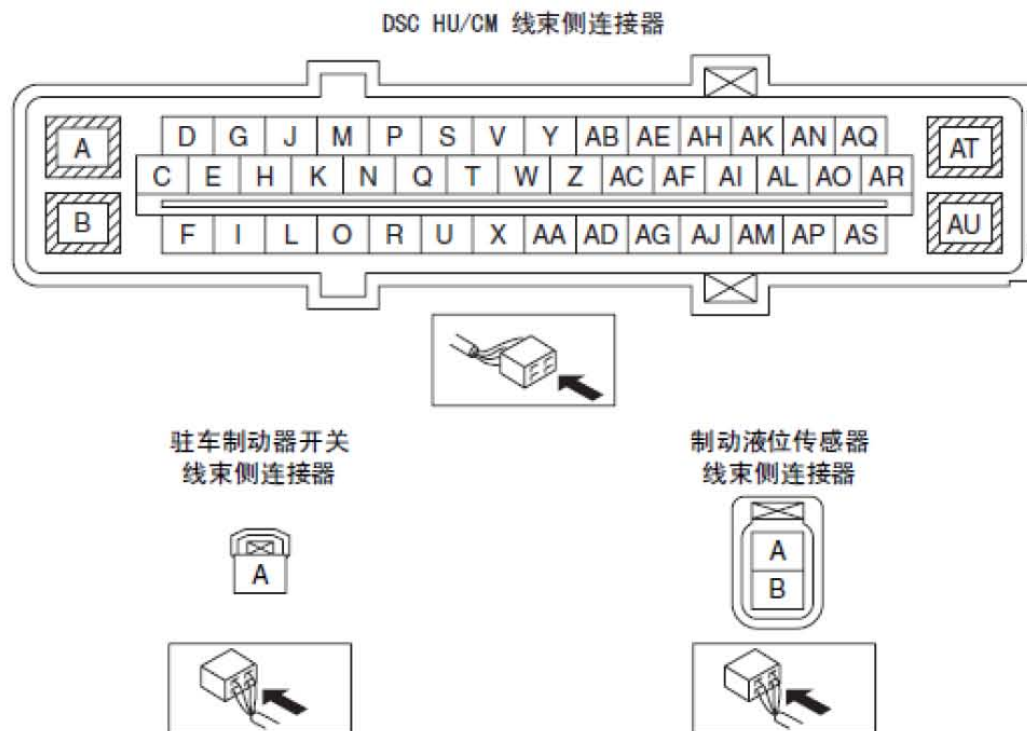 DSC HU/CM 线束侧连接器
A
D G J M P S V Y AB AE AH AK AN AQ
AT
C E H K N Q T W Z AC AF AI AL AO AR
B
F I L O R U X AA AD AG AJ AM AP AS
AU
驻车制动器开关
线束侧连接器
A
制动液位传感器
线束侧连接器
A
B